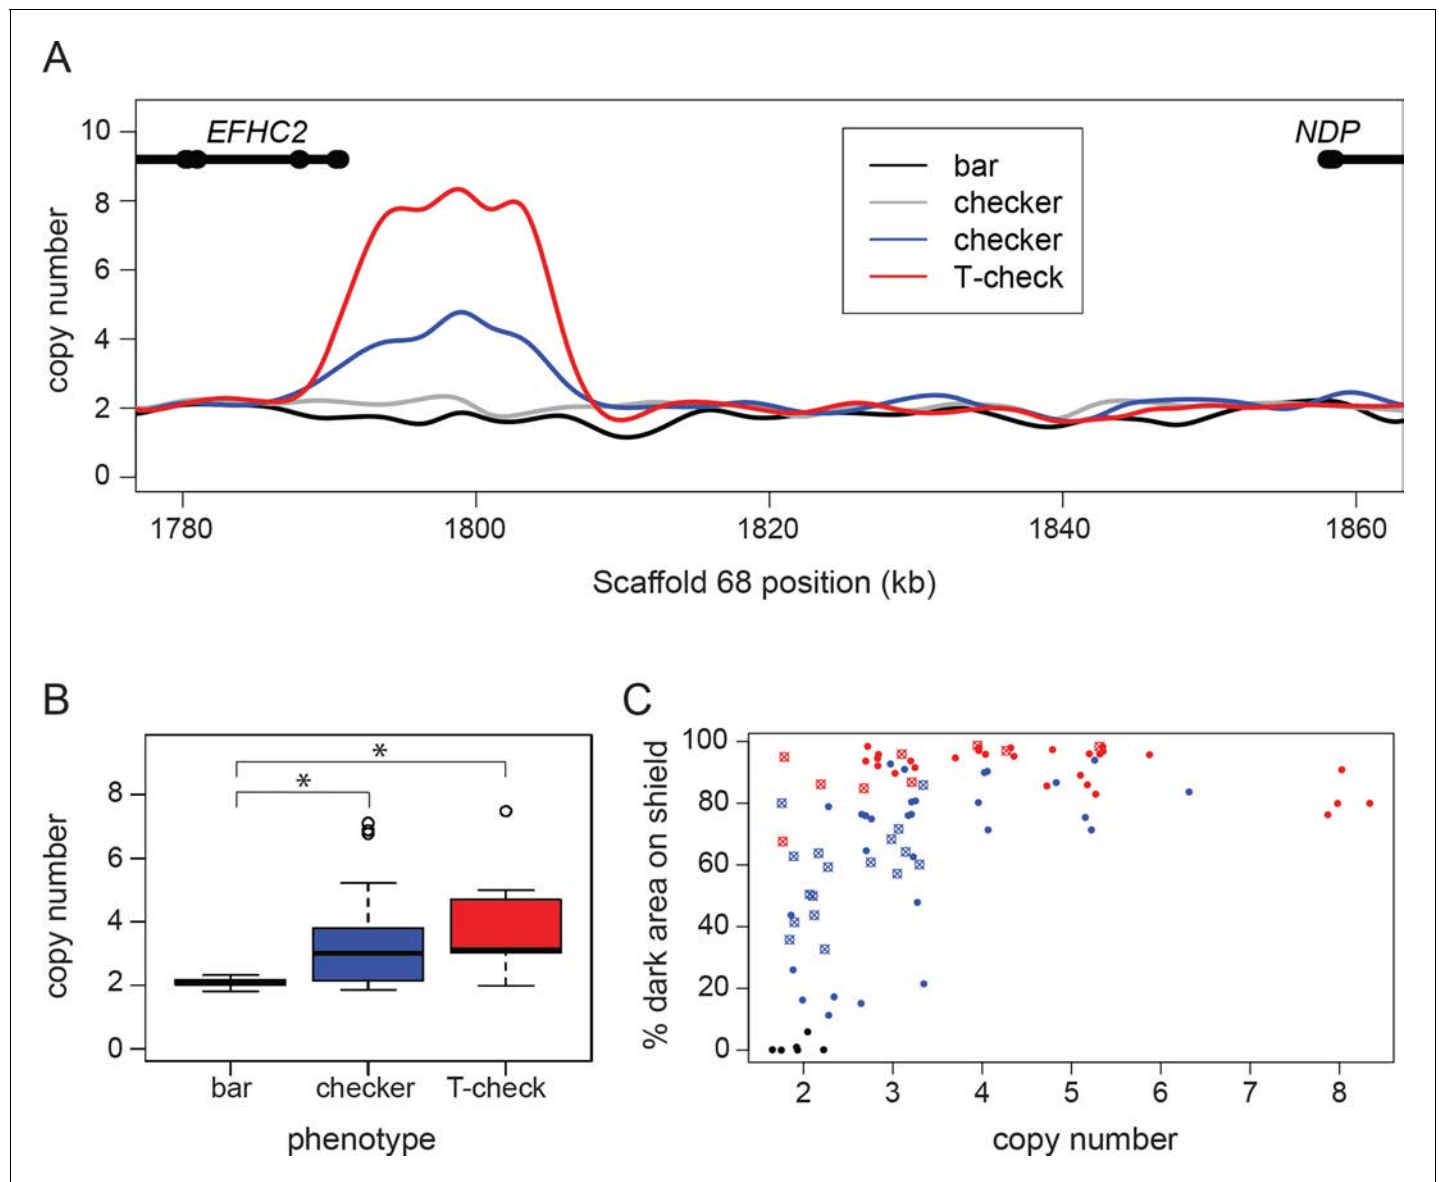 A
EFHC2
NDP
10
8
6
4
2
0
copy number
bar
checker
checker
T-check
1780
1800
1820
1840
1860
Scaffold 68 position (kb)
B
*
*
8
6
4
2
0
copy number
bar
checker
T-check
phenotype
C
100
80
60
40
20
0
% dark area on shield
2
3
4
5
6
7
8
copy number